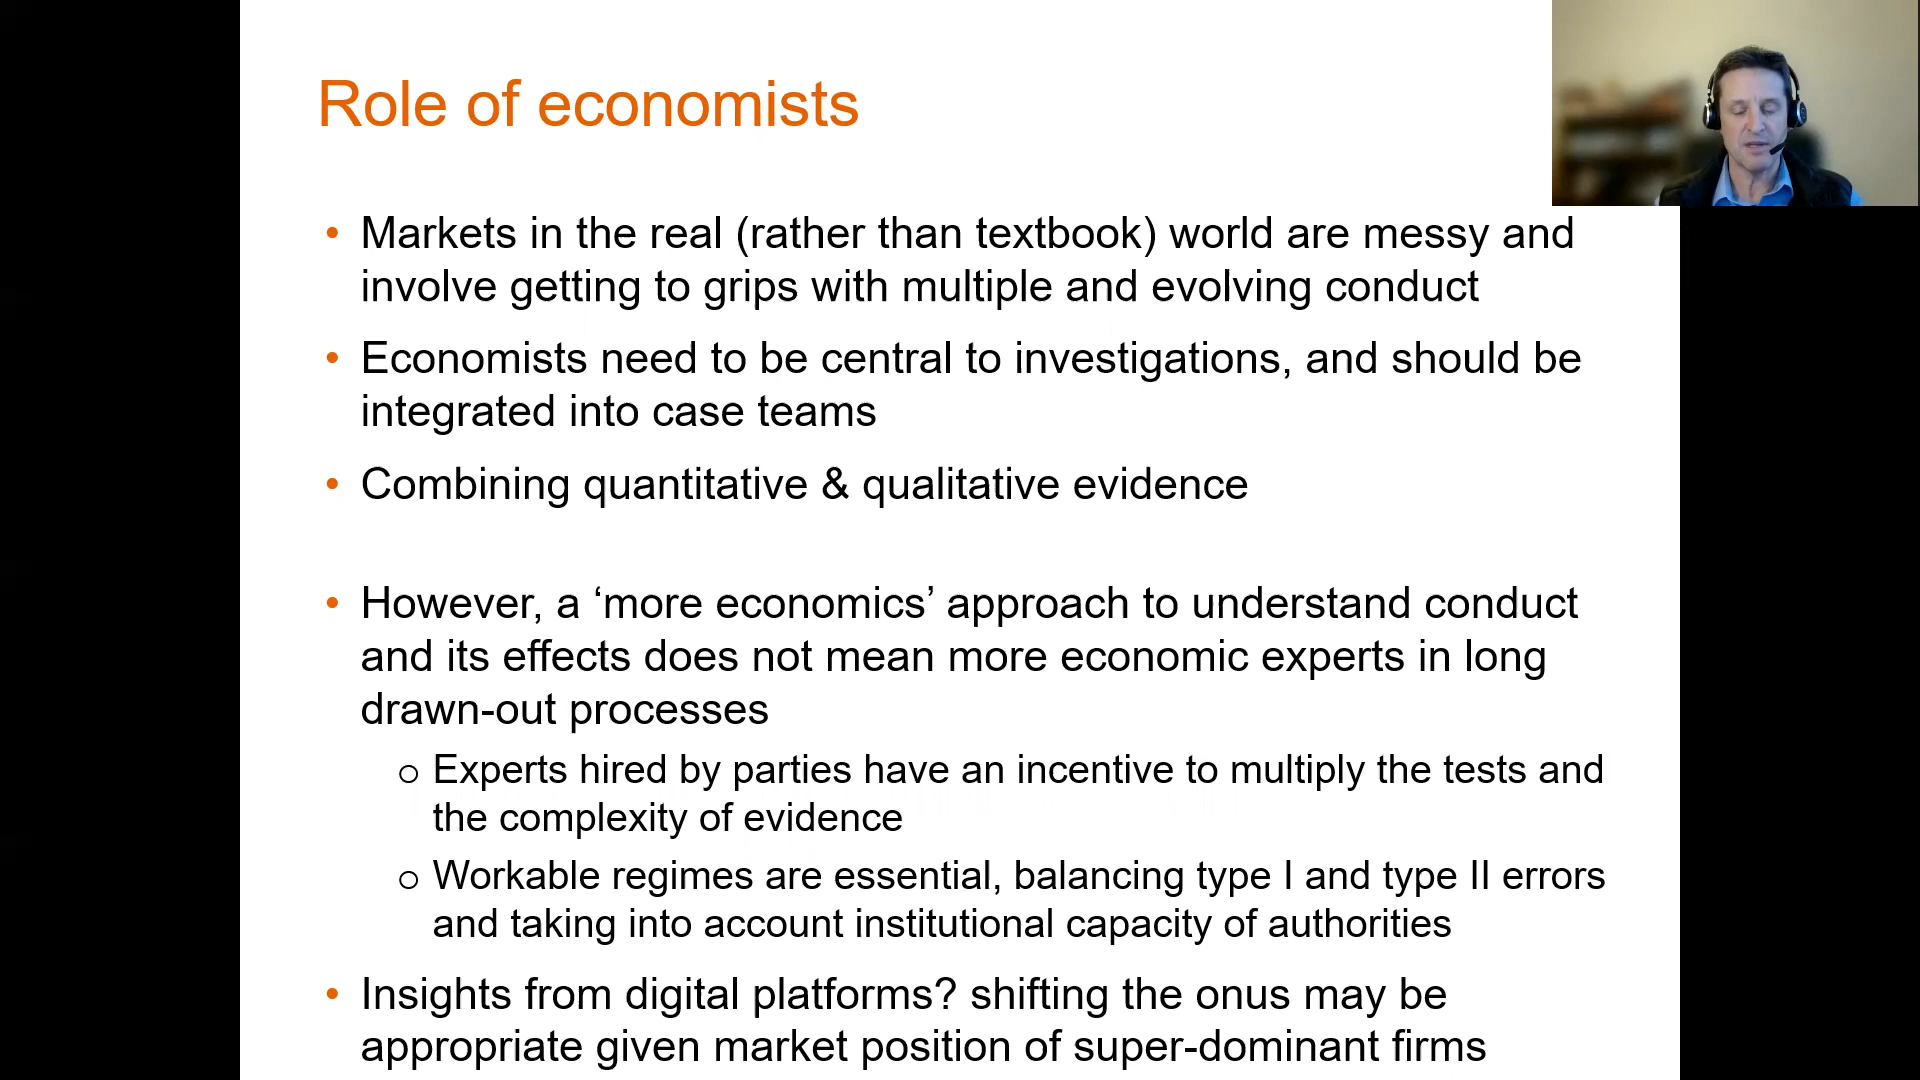 Role of economists
• Markets in the real (rather than textbook) world are messy and
involve getting to grips with multiple and evolving conduct
• Economists need to be central to investigations, and should be
integrated into case teams
• Combining quantitative & qualitative evidence
• However, a ‘more economics’ approach to understand conduct
and its effects does not mean more economic experts in long
drawn-out processes
o Experts hired by parties have an incentive to multiply the tests and
the complexity of evidence
o Workable regimes are essential, balancing type I and type II errors
and taking into account institutional capacity of authorities
• Insights from digital platforms? shifting the onus may be
appropriate given market position of super-dominant firms